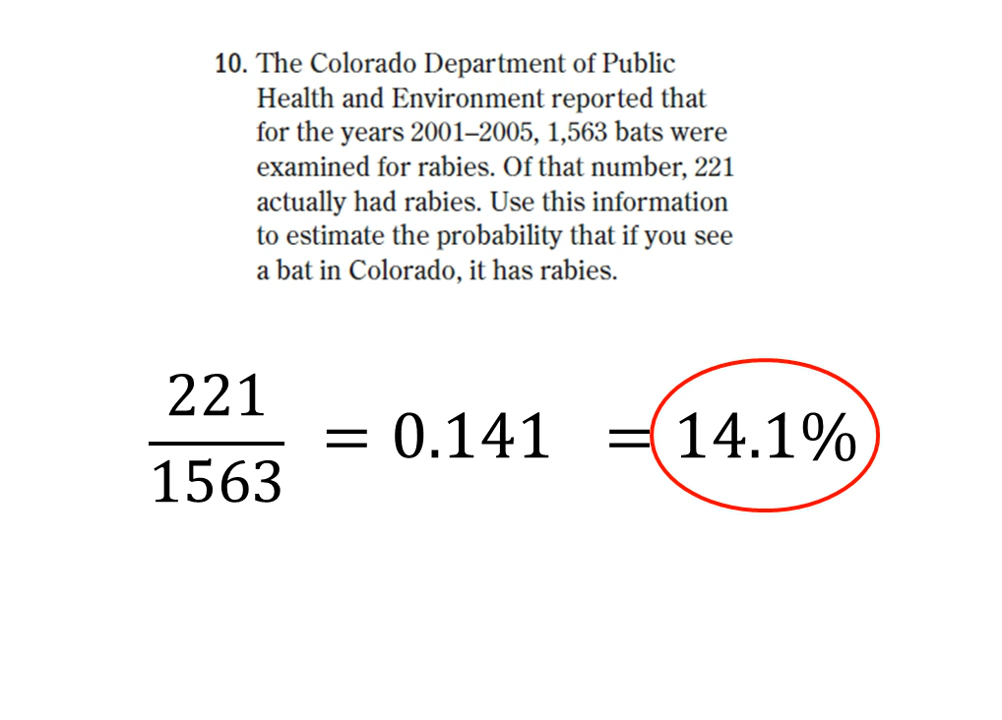 10. The Colorado Department of Public
Health and Environment reported that
for the years 2001–2005, 1,563 bats were
examined for rabies. Of that number, 221
actually had rabies. Use this information
to estimate the probability that if you see
a bat in Colorado, it has rabies.
221
1563
= 0.141 = 14.1%